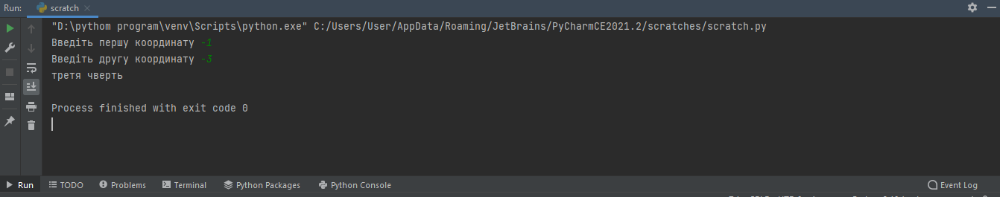 Run: scratch
"D:\pythom program\venv\Scripts\python.exe" C:/Users/User/AppData/Roaming/JetBrains/PyCharmCE2021.2/scratches/scratch.py
Введіть першу координату -1
Введіть другу координату -3
третя чверть
Process finished with exit code 0
Run TODO Problems Terminal Python Packages Python Console Event Log